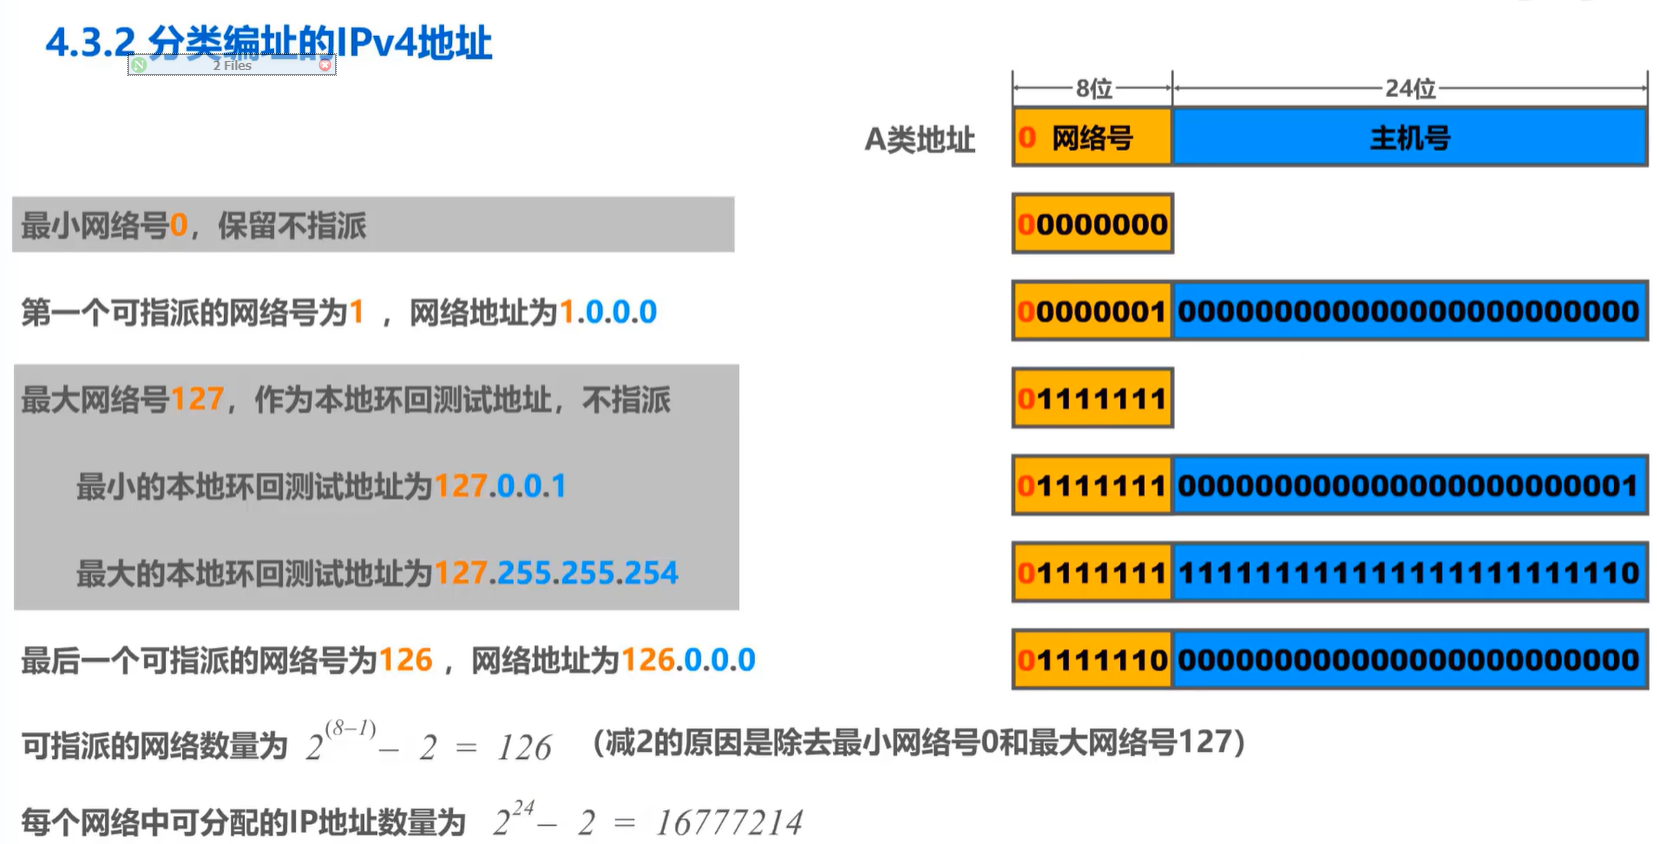 4.3.2 分类编址的IPv4地址
2 Files
8位 24位
A类地址 0 网络号 主机号
最小网络号0，保留不指派 00000000
第一个可指派的网络号为1 ，网络地址为1.0.0.0 00000001 000000000000000000000000
最大网络号127，作为本地环回测试地址，不指派 01111111
最小的本地环回测试地址为127.0.0.1 01111111 000000000000000000000001
最大的本地环回测试地址为127.255.255.254 01111111 111111111111111111111110
最后一个可指派的网络号为126 ，网络地址为126.0.0.0 01111110 000000000000000000000000
可指派的网络数量为 2^(8−1) − 2 = 126 （减2的原因是除去最小网络号0和最大网络号127）
每个网络中可分配的IP地址数量为 2^24 − 2 = 16777214